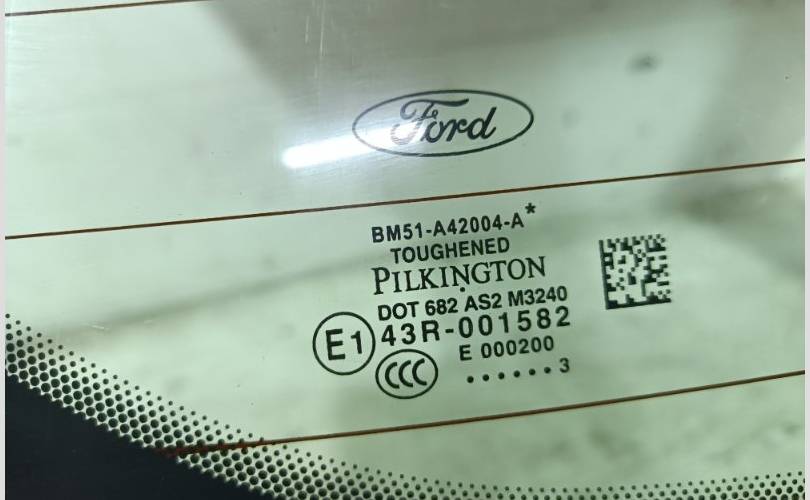 Ford
BM51-A42004-A*
TOUGHENED
PILKINGTON
DOT 682 AS2 M3240
E1 43R-001582
CCC E 000200
......3